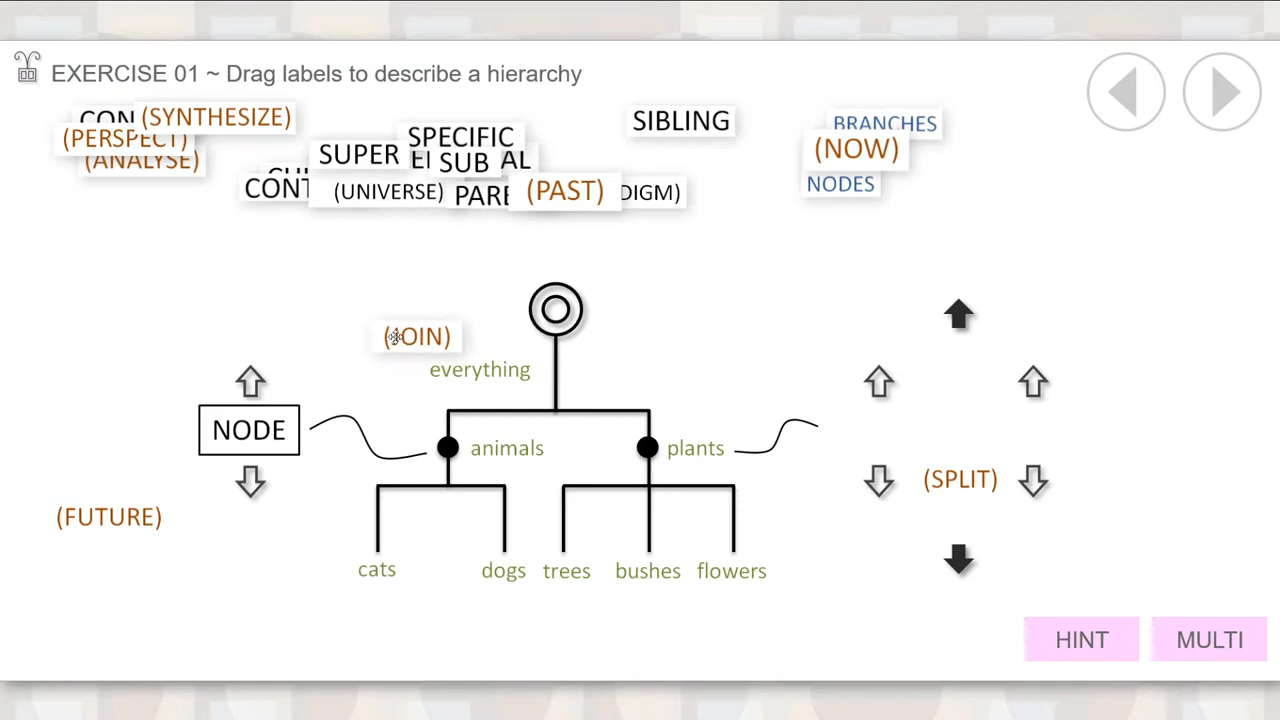 EXERCISE 01 ~ Drag labels to describe a hierarchy
(SYNTHESIZE)
(PERSPECT)
(ANALYSE)
SPECIFIC
SUPER
SUB
(UNIVERSE)
(PAST)
SIBLING
BRANCHES
(NOW)
NODES
(JOIN)
everything
NODE
animals
plants
(SPLIT)
(FUTURE)
cats
dogs
trees
bushes
flowers
HINT
MULTI